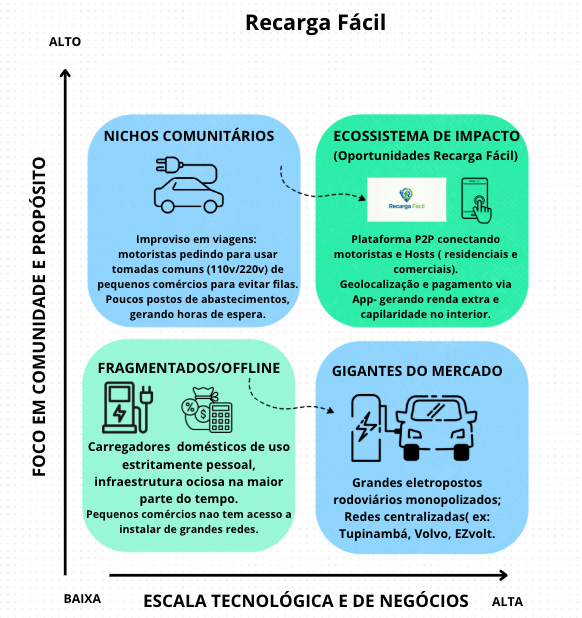 Recarga Fácil
ALTO
FOCO EM COMUNIDADE E PROPÓSITO
NICHOS COMUNITÁRIOS
Improviso em viagens:
motoristas pedindo para usar
tomadas comuns (110v/220v) de
pequenos comércios para evitar filas.
Poucos postos de abastecimentos,
gerando horas de espera.
ECOSSISTEMA DE IMPACTO
(Oportunidades Recarga Fácil)
Recarga Fácil
Plataforma P2P conectando
motoristas e Hosts ( residenciais e
comerciais).
Geolocalização e pagamento via
App- gerando renda extra e
capilaridade no interior.
FRAGMENTADOS/OFFLINE
Carregadores domésticos de uso
estritamente pessoal,
infraestrutura ociosa na maior
parte do tempo.
Pequenos comércios nao tem acesso a
instalar de grandes redes.
GIGANTES DO MERCADO
Grandes eletropostos
rodoviários monopolizados;
Redes centralizadas( ex:
Tupinambá, Volvo, EZvolt.
BAIXA
ESCALA TECNOLÓGICA E DE NEGÓCIOS
ALTA